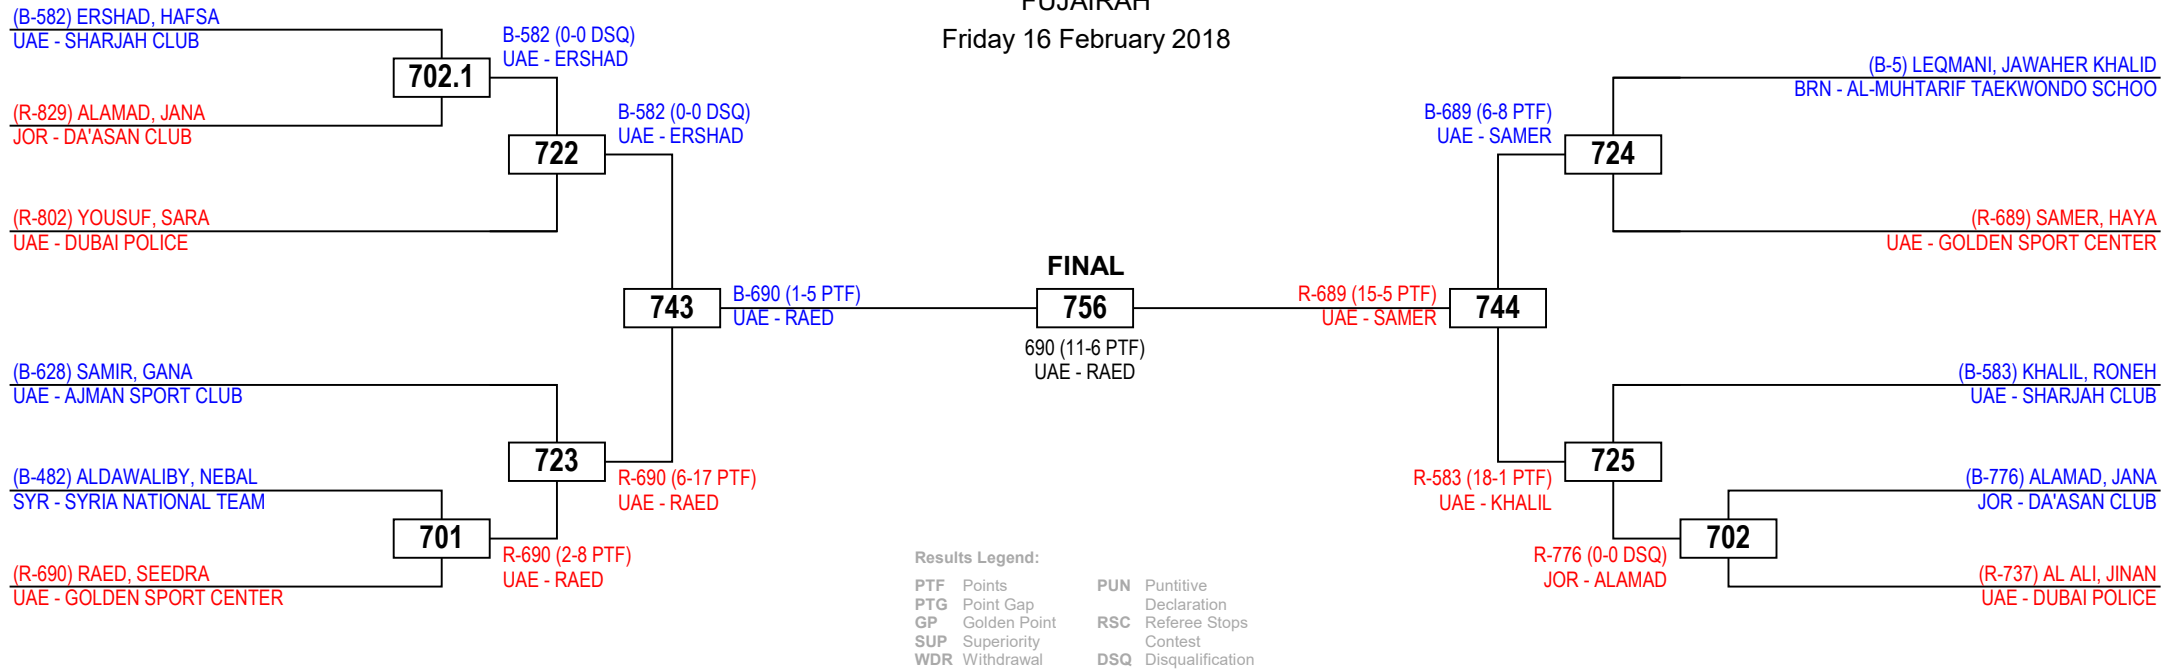 FUJAIRAH
Friday 16 February 2018
(B-582) ERSHAD, HAFSA
UAE - SHARJAH CLUB
702.1
B-582 (0-0 DSQ)
UAE - ERSHAD
(R-829) ALAMAD, JANA
JOR - DA'ASAN CLUB
722
B-582 (0-0 DSQ)
UAE - ERSHAD
(R-802) YOUSUF, SARA
UAE - DUBAI POLICE
743
B-690 (1-5 PTF)
UAE - RAED
(B-628) SAMIR, GANA
UAE - AJMAN SPORT CLUB
723
R-690 (6-17 PTF)
UAE - RAED
(B-482) ALDAWALIBY, NEBAL
SYR - SYRIA NATIONAL TEAM
701
R-690 (2-8 PTF)
UAE - RAED
(R-690) RAED, SEEDRA
UAE - GOLDEN SPORT CENTER
FINAL
756
690 (11-6 PTF)
UAE - RAED
(B-5) LEQMANI, JAWAHER KHALID
BRN - AL-MUHTARIF TAEKWONDO SCHOO
B-689 (6-8 PTF)
UAE - SAMER
724
(R-689) SAMER, HAYA
UAE - GOLDEN SPORT CENTER
R-689 (15-5 PTF)
UAE - SAMER
744
(B-583) KHALIL, RONEH
UAE - SHARJAH CLUB
725
R-583 (18-1 PTF)
UAE - KHALIL
(B-776) ALAMAD, JANA
JOR - DA'ASAN CLUB
702
R-776 (0-0 DSQ)
JOR - ALAMAD
(R-737) AL ALI, JINAN
UAE - DUBAI POLICE
Results Legend:
PTF Points
PTG Point Gap
GP Golden Point
SUP Superiority
WDR Withdrawal
PUN Puntitive
Declaration
RSC Referee Stops
Contest
DSQ Disqualification